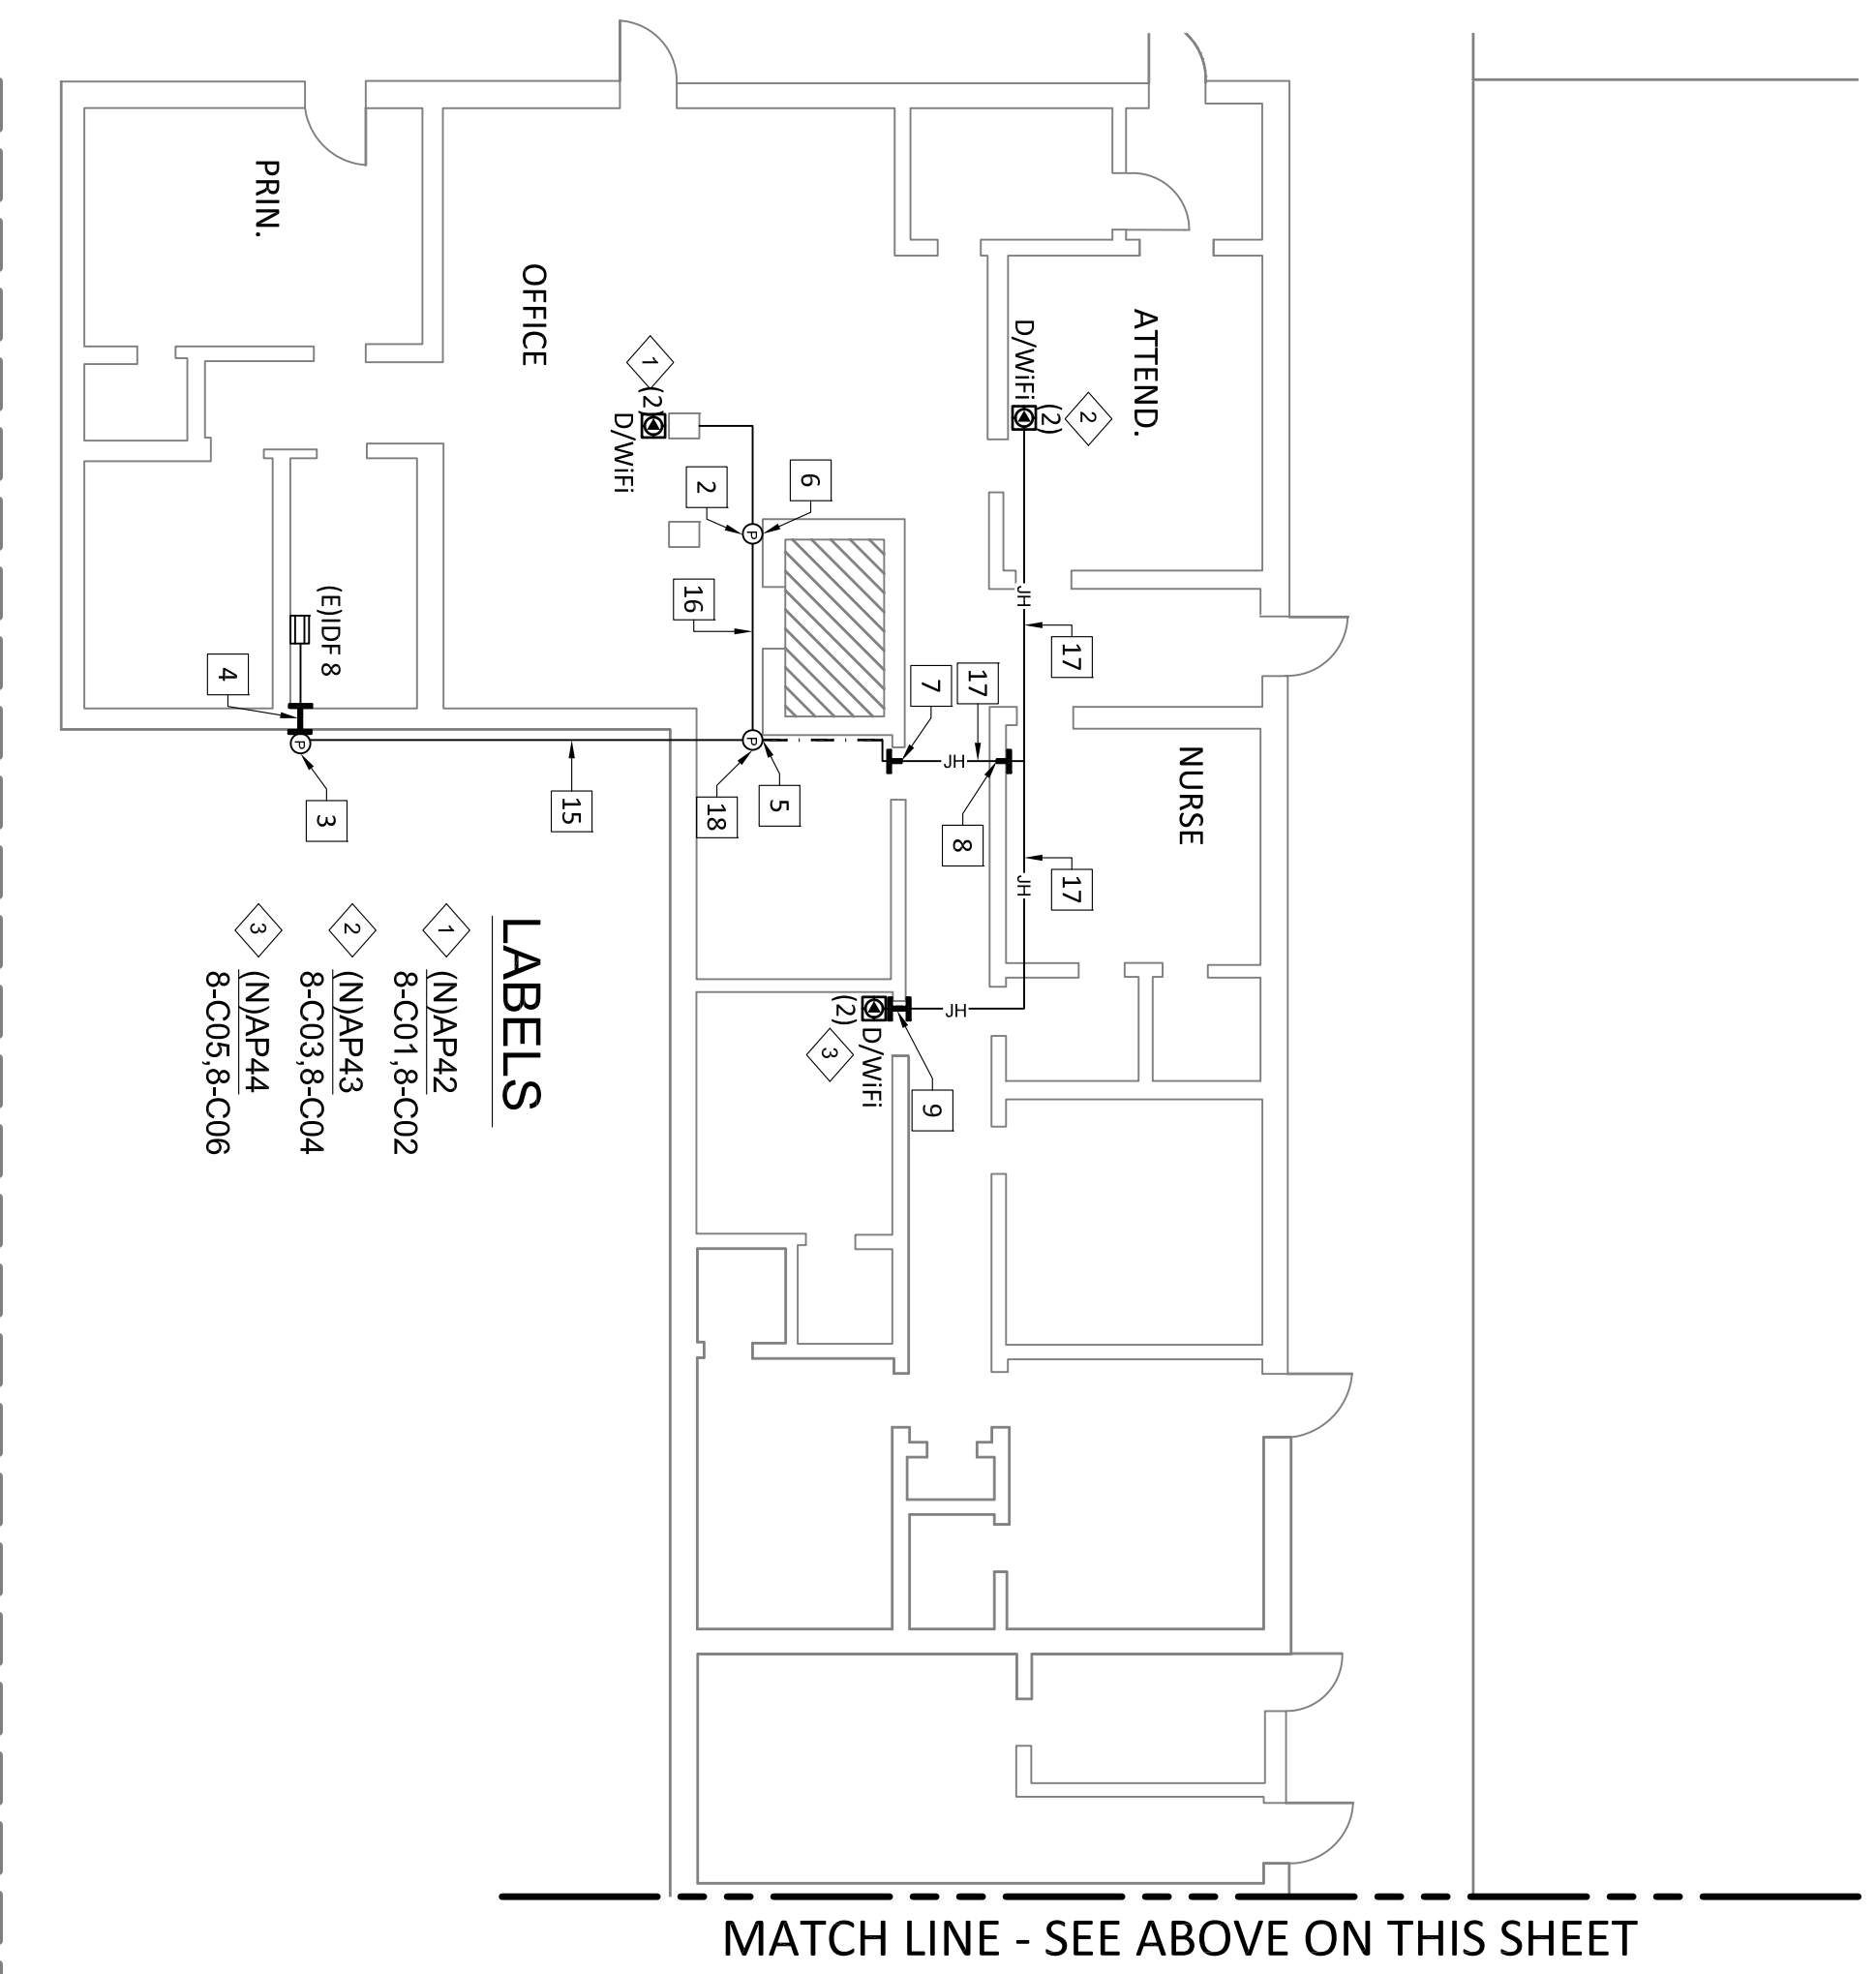 PRIN.
OFFICE
ATTEND.
NURSE
D/WiFi
(2)
2
1
(2)
D/WiFi
6
2
16
(E)IDF 8
4
P
P
P
3
15
18
5
7
17
17
17
8
JH
JH
JH
JH
(2)
D/WiFi
3
9
LABELS
1 (N)AP42
8-C01,8-C02
2 (N)AP43
8-C03,8-C04
3 (N)AP44
8-C05,8-C06
MATCH LINE - SEE ABOVE ON THIS SHEET